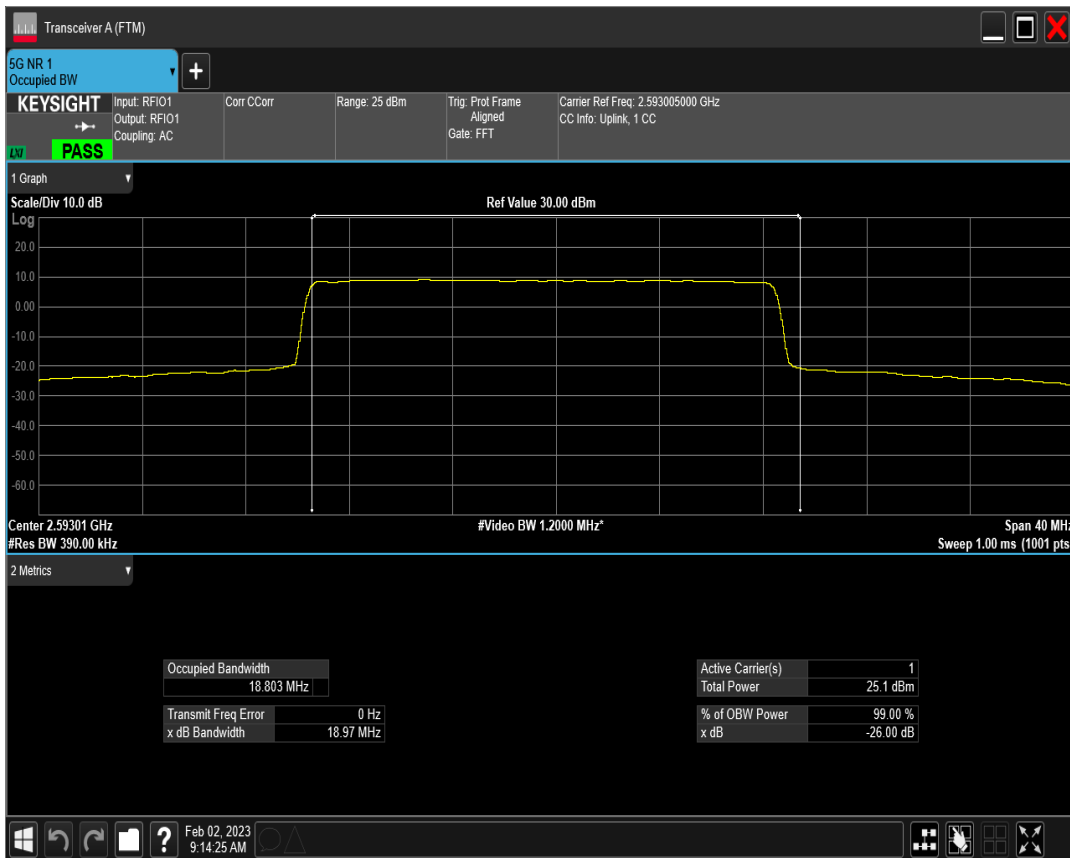 Transceiver A (FTM)
5G NR 1
Occupied BW
+
KEYSIGHT
LXI
PASS
Input: RFIO1
Output: RFIO1
Coupling: AC
Corr CCorr
Range: 25 dBm
Trig: Prot Frame
Aligned
Gate: FFT
Carrier Ref Freq: 2.593005000 GHz
CC Info: Uplink, 1 CC
1 Graph
Scale/Div 10.0 dB
Ref Value 30.00 dBm
Log
20.0
10.0
0.00
-10.0
-20.0
-30.0
-40.0
-50.0
-60.0
Center 2.59301 GHz
#Video BW 1.2000 MHz*
Span 40 MHz
#Res BW 390.00 kHz
Sweep 1.00 ms (1001 pts
2 Metrics
Occupied Bandwidth
18.803 MHz
Transmit Freq Error 0 Hz
x dB Bandwidth 18.97 MHz
Active Carrier(s) 1
Total Power 25.1 dBm
% of OBW Power 99.00 %
x dB -26.00 dB
?
Feb 02, 2023
9:14:25 AM